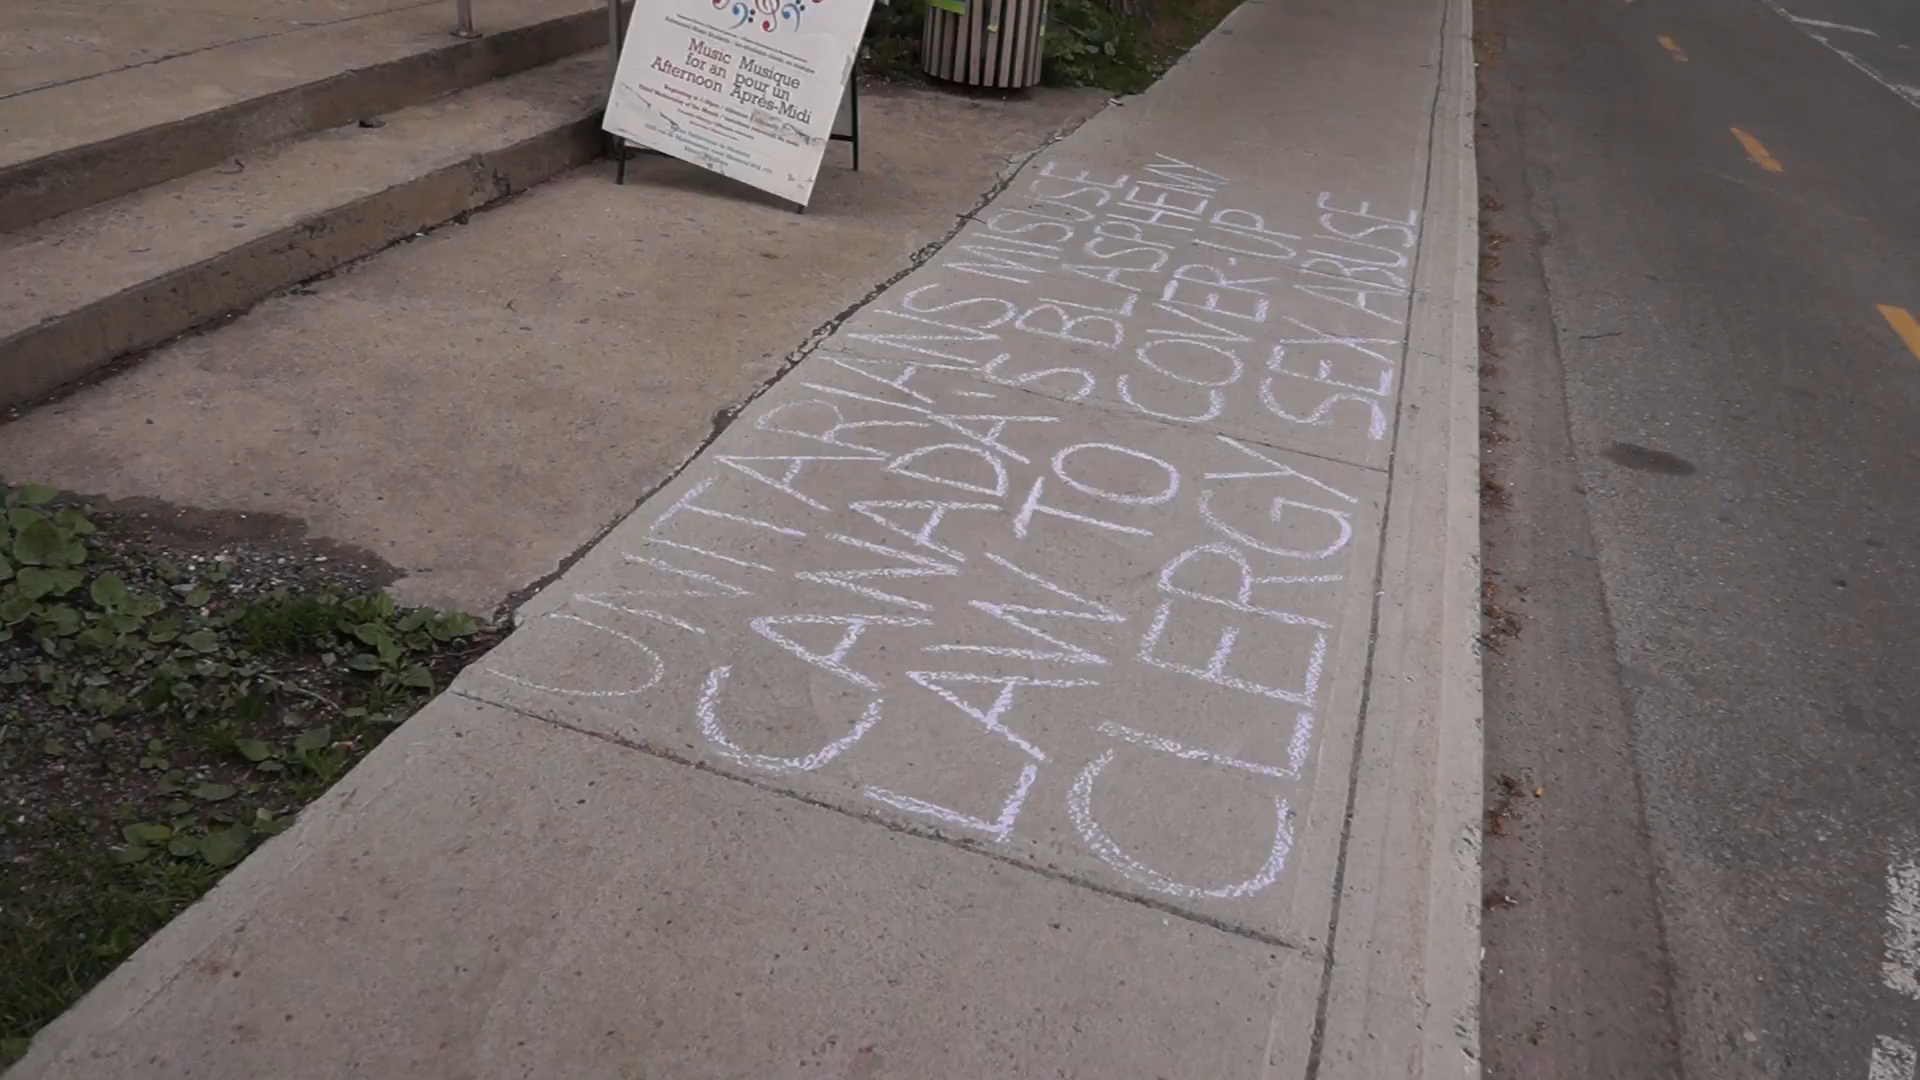 Music for an Afternoon
Musique pour un Après-Midi
UNITARIANS MISUSE
CANADA'S BLASPHEMY
LAW TO COVER-UP
CLERGY SEX ABUSE